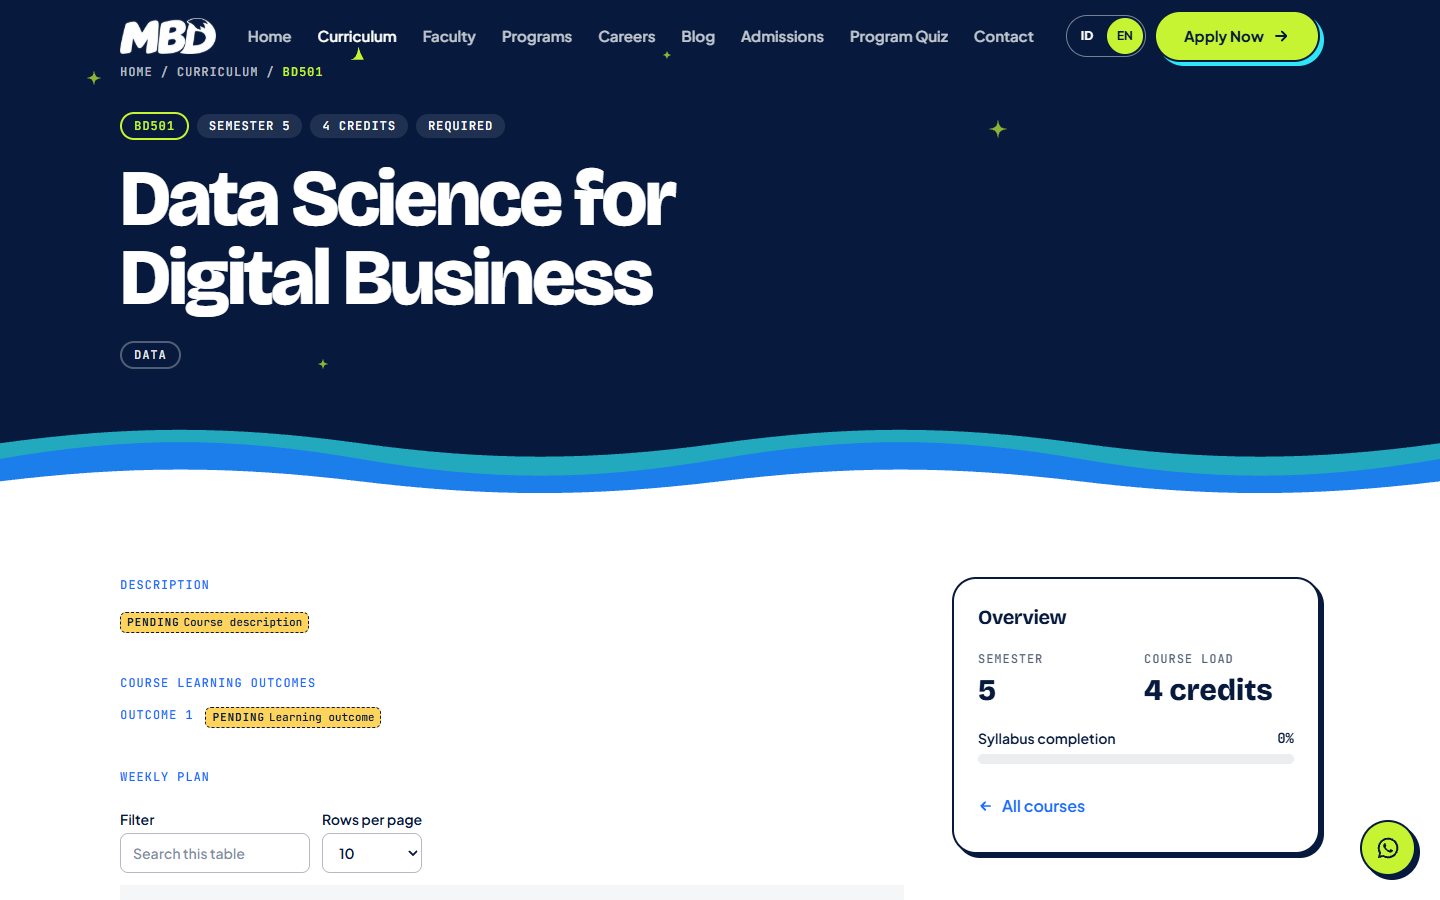 MBD
Home Curriculum Faculty Programs Careers Blog Admissions Program Quiz Contact ID EN Apply Now
HOME / CURRICULUM / BD501
BD501 SEMESTER 5 4 CREDITS REQUIRED
Data Science for
Digital Business
DATA
DESCRIPTION
PENDING Course description
COURSE LEARNING OUTCOMES
OUTCOME 1 PENDING Learning outcome
WEEKLY PLAN
Filter Rows per page
Search this table 10
Overview
SEMESTER COURSE LOAD
5 4 credits
Syllabus completion 0%
All courses